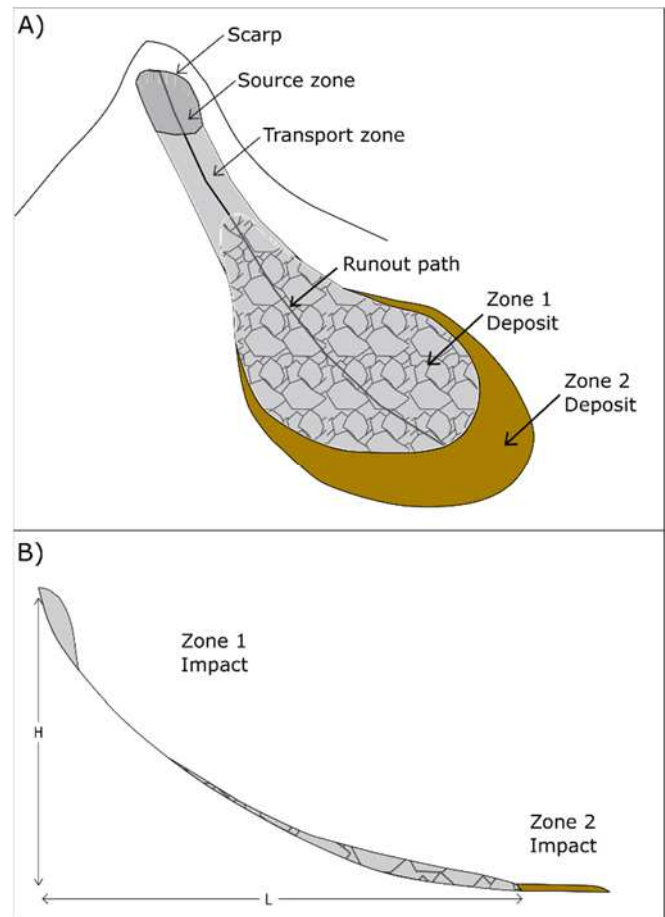 A)
Scarp
Source zone
Transport zone
Runout path
Zone 1
Deposit
Zone 2
Deposit
B)
Zone 1
Impact
H
Zone 2
Impact
L